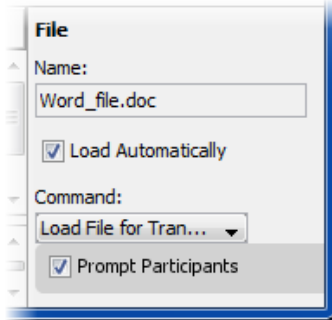 File
Name:
Word_file.doc
Load Automatically
Command:
Load File for Tran...
Prompt Participants